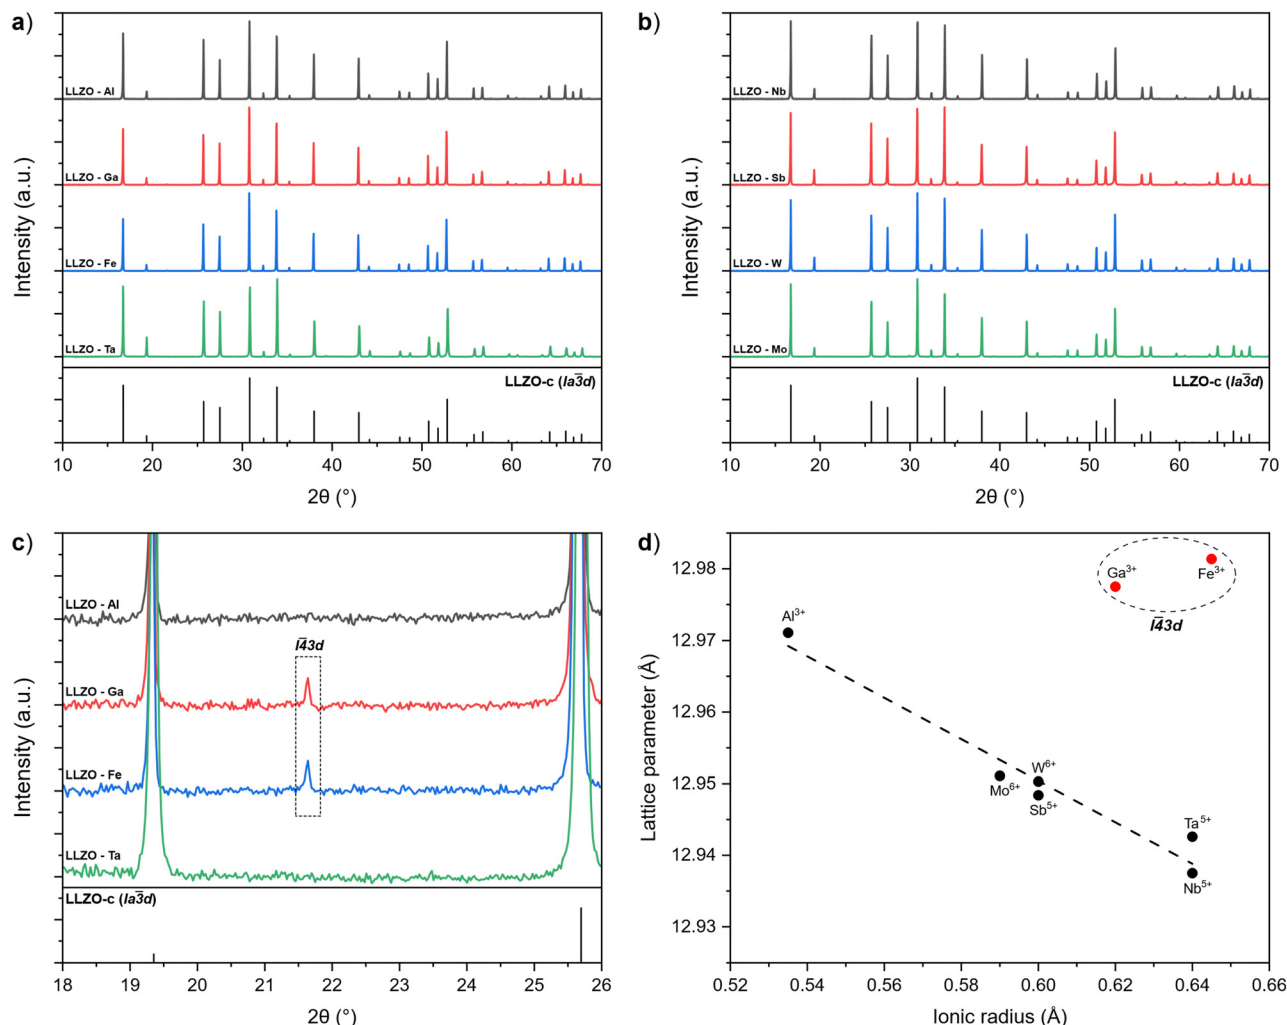 a)
Intensity (a.u.)
LLZO - Al
LLZO - Ga
LLZO - Fe
LLZO - Ta
LLZO-c (Ia3̅d)
10 20 30 40 50 60 70
2θ (°)
b)
Intensity (a.u.)
LLZO - Nb
LLZO - Sb
LLZO - W
LLZO - Mo
LLZO-c (Ia3̅d)
10 20 30 40 50 60 70
2θ (°)
c)
Intensity (a.u.)
LLZO - Al
I4̅3d
LLZO - Ga
LLZO - Fe
LLZO - Ta
LLZO-c (Ia3̅d)
18 19 20 21 22 23 24 25 26
2θ (°)
d)
Lattice parameter (Å)
12.98
12.97
12.96
12.95
12.94
12.93
Ga³⁺
Fe³⁺
I4̅3d
Al³⁺
W⁶⁺
Mo⁶⁺
Sb⁵⁺
Ta⁵⁺
Nb⁵⁺
0.52 0.54 0.56 0.58 0.60 0.62 0.64 0.66
Ionic radius (Å)